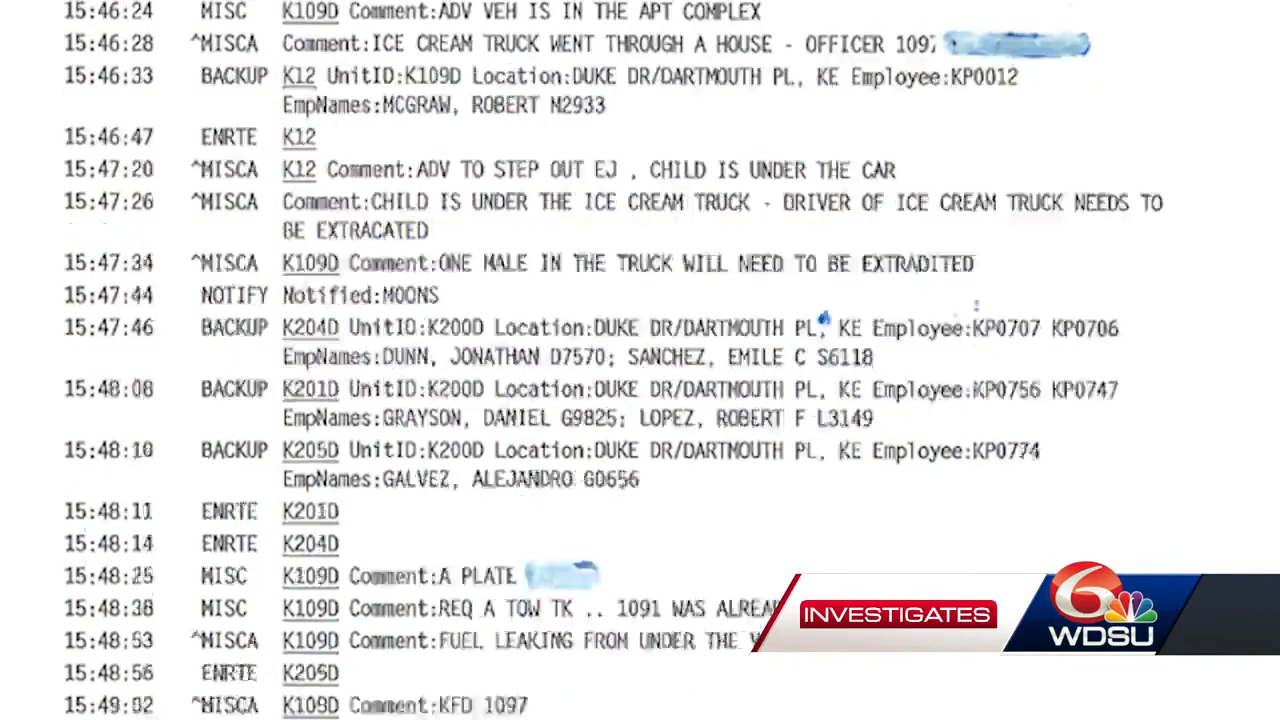 15:46:24 MISC K109D Comment:ADV VEH IS IN THE APT COMPLEX
15:46:28 ^MISCA Comment:ICE CREAM TRUCK WENT THROUGH A HOUSE - OFFICER 1097
15:46:33 BACKUP K12 UnitID:K109D Location:DUKE DR/DARTMOUTH PL, KE Employee:KP0012
EmpNames:MCGRAW, ROBERT M2933
15:46:47 ENRTE K12
15:47:20 ^MISCA K12 Comment:ADV TO STEP OUT EJ , CHILD IS UNDER THE CAR
15:47:26 ^MISCA Comment:CHILD IS UNDER THE ICE CREAM TRUCK - DRIVER OF ICE CREAM TRUCK NEEDS TO
BE EXTRACATED
15:47:34 ^MISCA K109D Comment:ONE MALE IN THE TRUCK WILL NEED TO BE EXTRADITED
15:47:44 NOTIFY Notified:MOONS
15:47:46 BACKUP K204D UnitID:K200D Location:DUKE DR/DARTMOUTH PL, KE Employee:KP0707 KP0706
EmpNames:DUNN, JONATHAN D7570; SANCHEZ, EMILE C S6118
15:48:08 BACKUP K201D UnitID:K200D Location:DUKE DR/DARTMOUTH PL, KE Employee:KP0756 KP0747
EmpNames:GRAYSON, DANIEL G9825; LOPEZ, ROBERT F L3149
15:48:10 BACKUP K205D UnitID:K200D Location:DUKE DR/DARTMOUTH PL, KE Employee:KP0774
EmpNames:GALVEZ, ALEJANDRO G0656
15:48:11 ENRTE K201D
15:48:14 ENRTE K204D
15:48:25 MISC K109D Comment:A PLATE
15:48:38 MISC K109D Comment:REQ A TOW TK .. 1091 WAS
15:48:53 ^MISCA K109D Comment:FUEL LEAKING FROM UNDER THE
15:48:56 ENRTE K205D
15:49:02 ^MISCA K109D Comment:KFD 1097
INVESTIGATES
6
WDSU